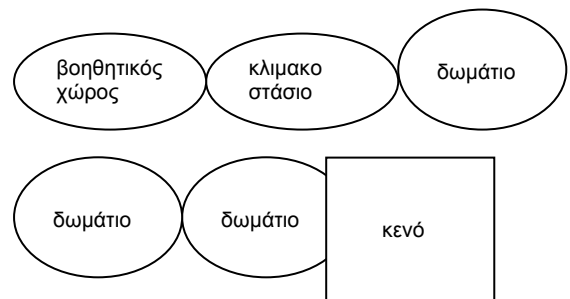 βοηθητικός
χώρος
κλιμακο
στάσιο
δωμάτιο
δωμάτιο
δωμάτιο
κενό